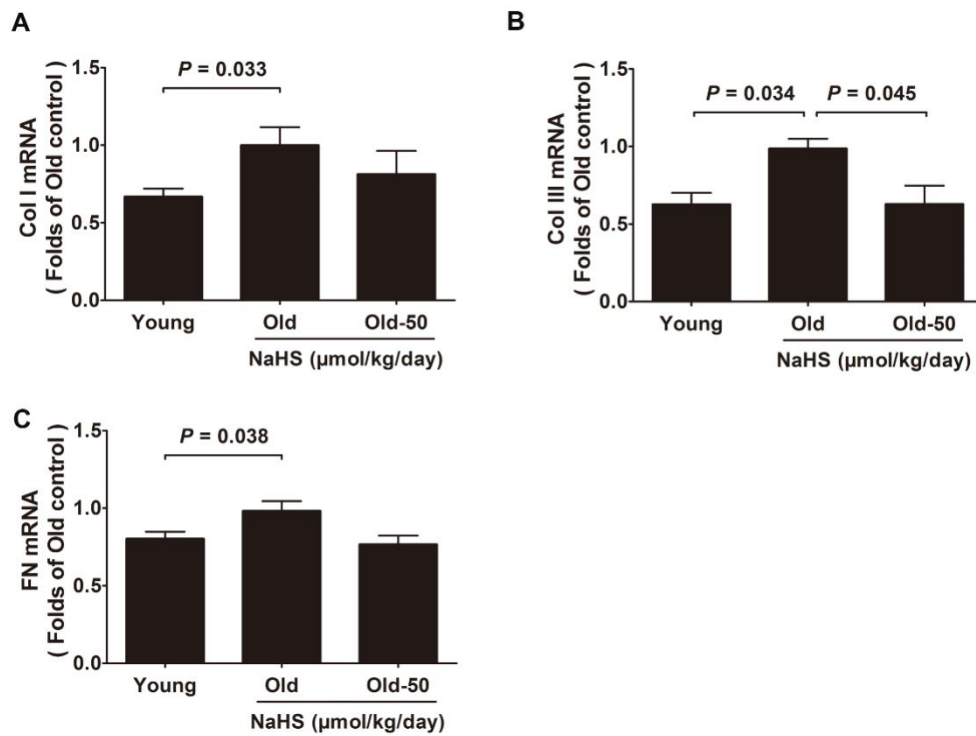 A
Col I mRNA
( Folds of Old control )
1.5
1.0
0.5
0.0
P = 0.033
Young Old Old-50
NaHS (μmol/kg/day)
B
Col III mRNA
( Folds of Old control )
1.5
1.0
0.5
0.0
P = 0.034 P = 0.045
Young Old Old-50
NaHS (μmol/kg/day)
C
FN mRNA
( Folds of Old control )
1.5
1.0
0.5
0.0
P = 0.038
Young Old Old-50
NaHS (μmol/kg/day)